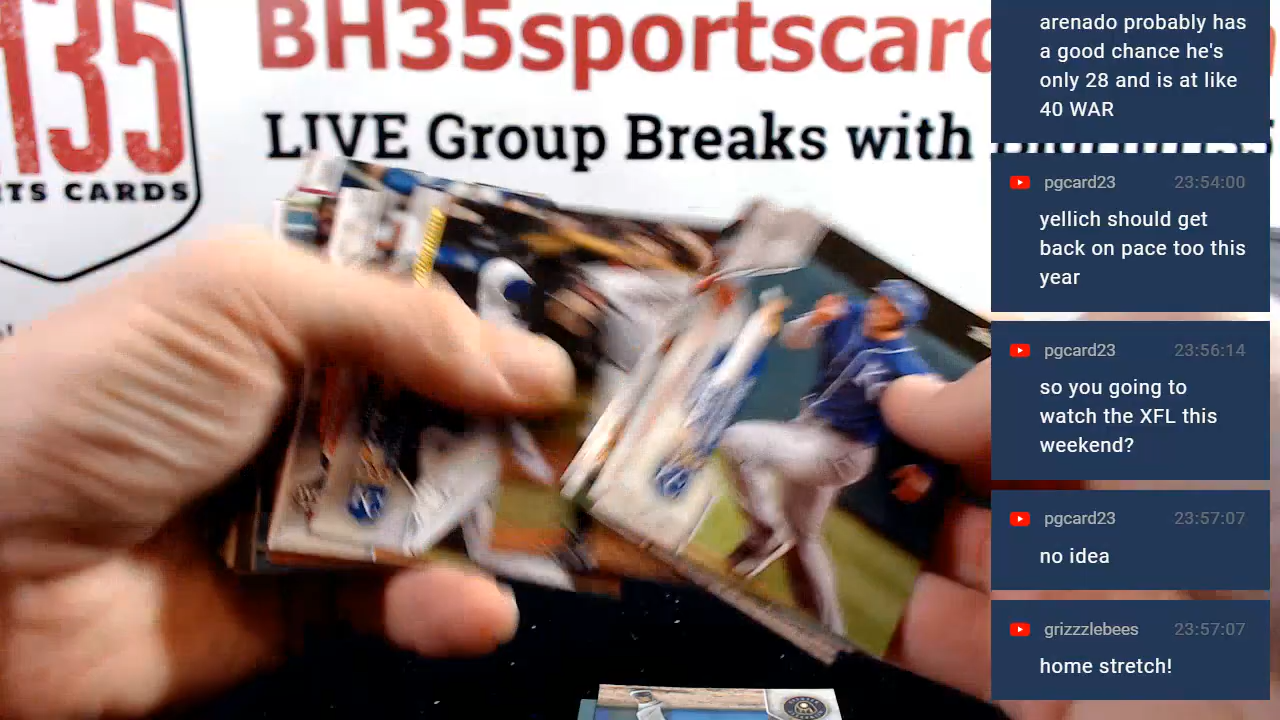 BH35sportscar
LIVE Group Breaks with
H35
TS CARDS
arenado probably has
a good chance he's
only 28 and is at like
40 WAR
pgcard23 23:54:00
yellich should get
back on pace too this
year
pgcard23 23:56:14
so you going to
watch the XFL this
weekend?
pgcard23 23:57:07
no idea
grizzzlebees 23:57:07
home stretch!